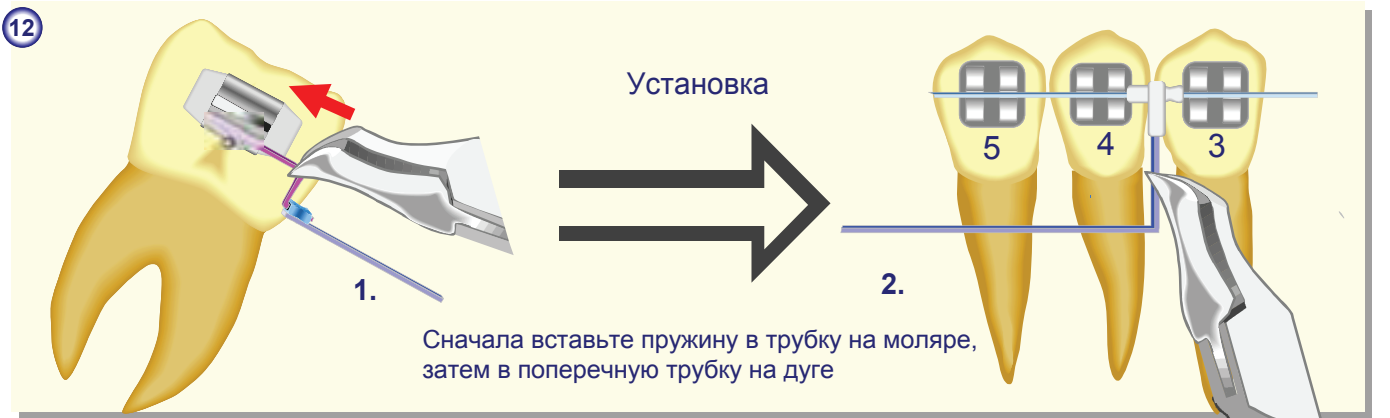 12
Установка
5
4
3
1.
2.
Сначала вставьте пружину в трубку на моляре,
затем в поперечную трубку на дуге